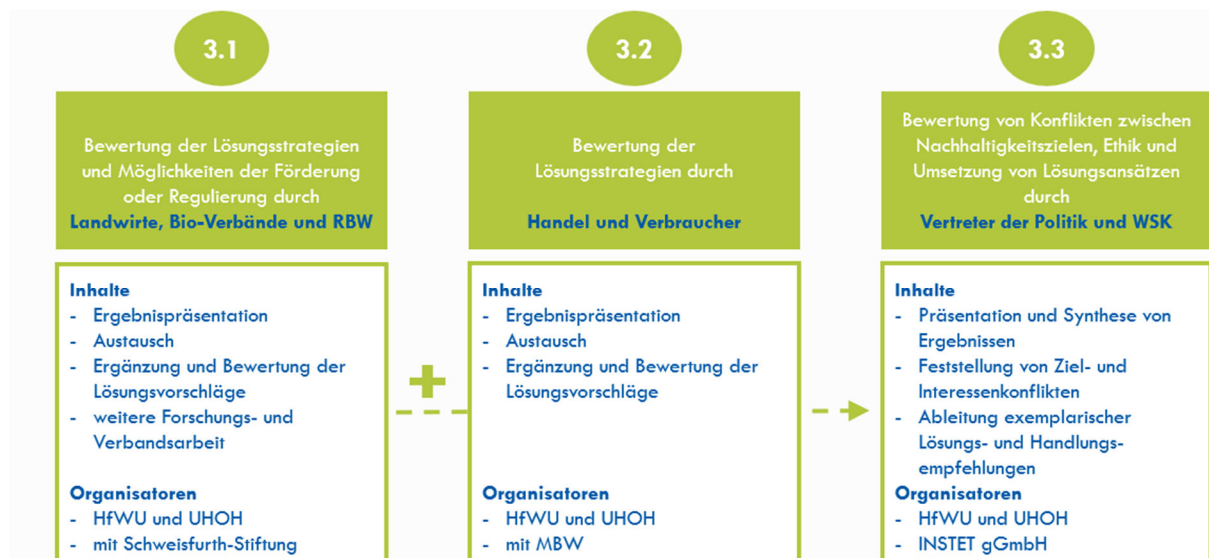 3.1
Bewertung der Lösungsstrategien
und Möglichkeiten der Förderung
oder Regulierung durch
Landwirte, Bio-Verbände und RBW
Inhalte
- Ergebnispräsentation
- Austausch
- Ergänzung und Bewertung der
Lösungsvorschläge
- weitere Forschungs- und
Verbandsarbeit
Organisatoren
- HfWU und UHOH
- mit Schweisfurth-Stiftung
+
3.2
Bewertung der
Lösungsstrategien durch
Handel und Verbraucher
Inhalte
- Ergebnispräsentation
- Austausch
- Ergänzung und Bewertung der
Lösungsvorschläge
Organisatoren
- HfWU und UHOH
- mit MBW
3.3
Bewertung von Konflikten zwischen
Nachhaltigkeitszielen, Ethik und
Umsetzung von Lösungsansätzen
durch
Vertreter der Politik und WSK
Inhalte
- Präsentation und Synthese von
Ergebnissen
- Feststellung von Ziel- und
Interessenkonflikten
- Ableitung exemplarischer
Lösungs- und Handlungs-
empfehlungen
Organisatoren
- HfWU und UHOH
- INSTET gGmbH